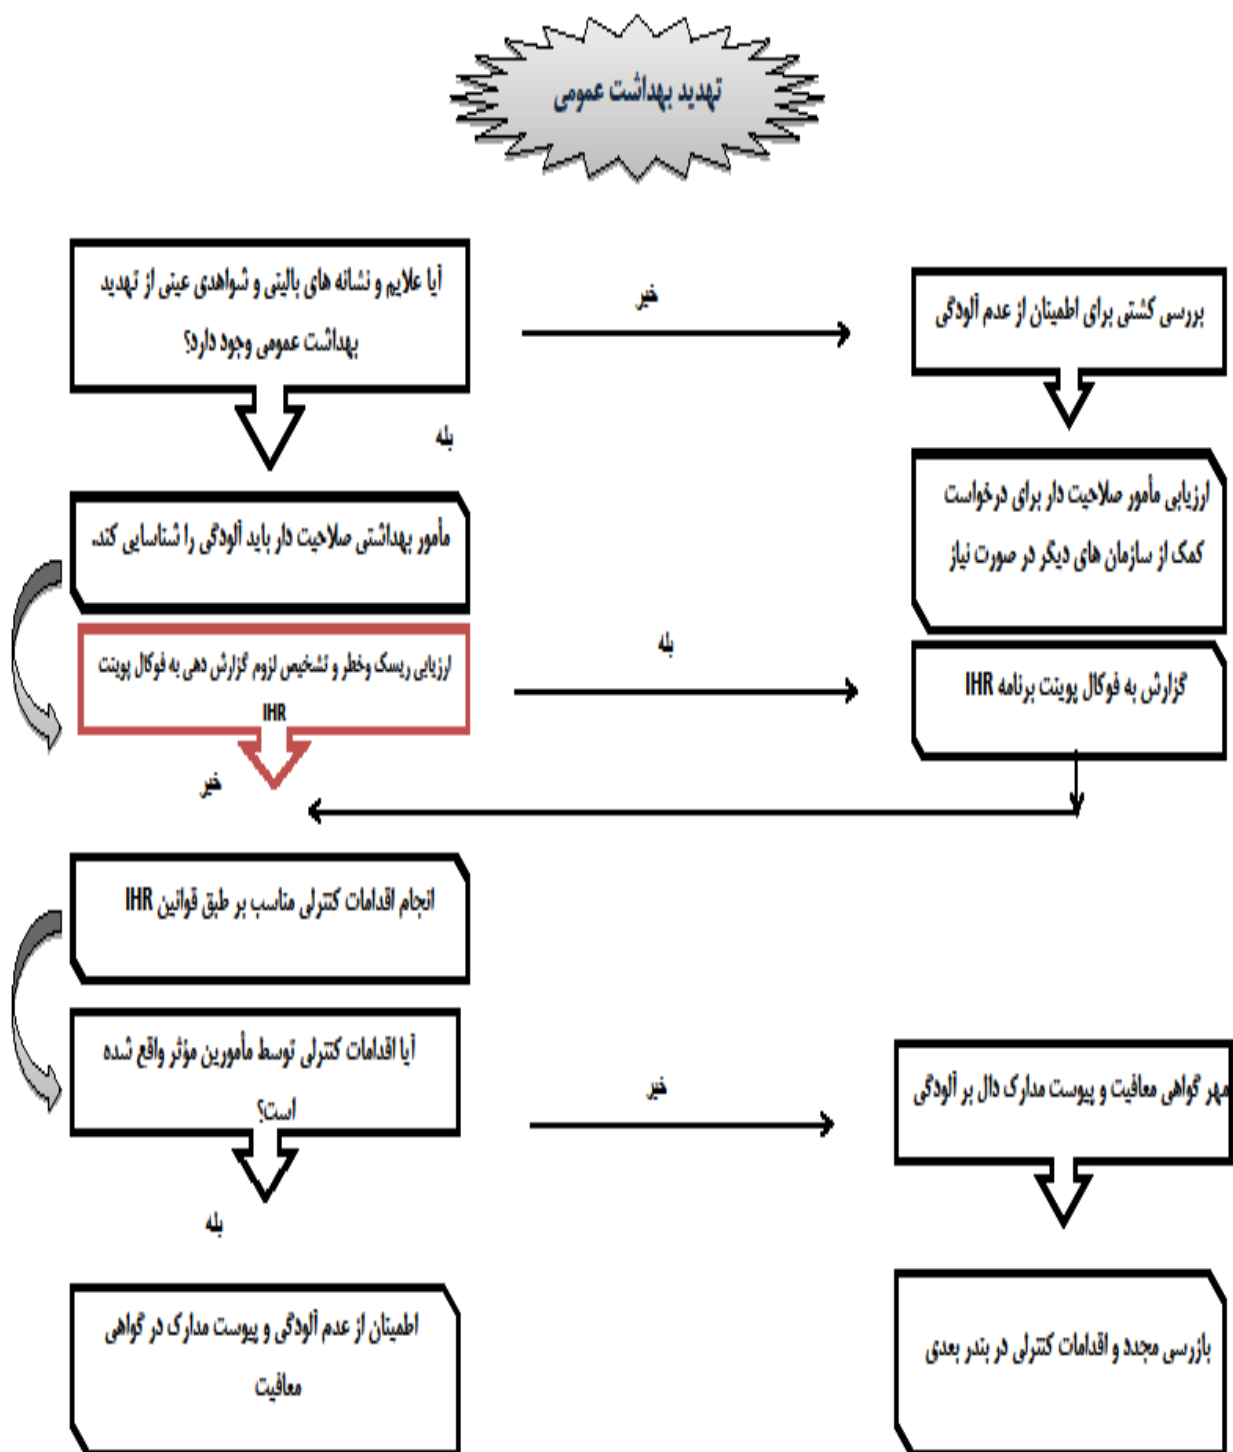 تهدید بهداشت عمومی
آیا علایم و نشانه های بالینی و شواهدی عینی از تهدید
بهداشت عمومی وجود دارد؟
خیر
بررسی کشتی برای اطمینان از عدم آلودگی
بله
مأمور بهداشتی صلاحیت دار باید آلودگی را شناسایی کند.
ارزیابی مأمور صلاحیت دار برای درخواست
کمک از سازمان های دیگر در صورت نیاز
ارزیابی ریسک وخطر و تشخیص لزوم گزارش دهی به فوکال پوینت
IHR
بله
گزارش به فوکال پوینت برنامه IHR
خیر
انجام اقدامات کنترلی مناسب بر طبق قوانین IHR
آیا اقدامات کنترلی توسط مأمورین مؤثر واقع شده
است؟
خیر
مهر گواهی معافیت و پیوست مدارک دال بر آلودگی
بله
اطمینان از عدم آلودگی و پیوست مدارک در گواهی
معافیت
بازرسی مجدد و اقدامات کنترلی در بندر بعدی